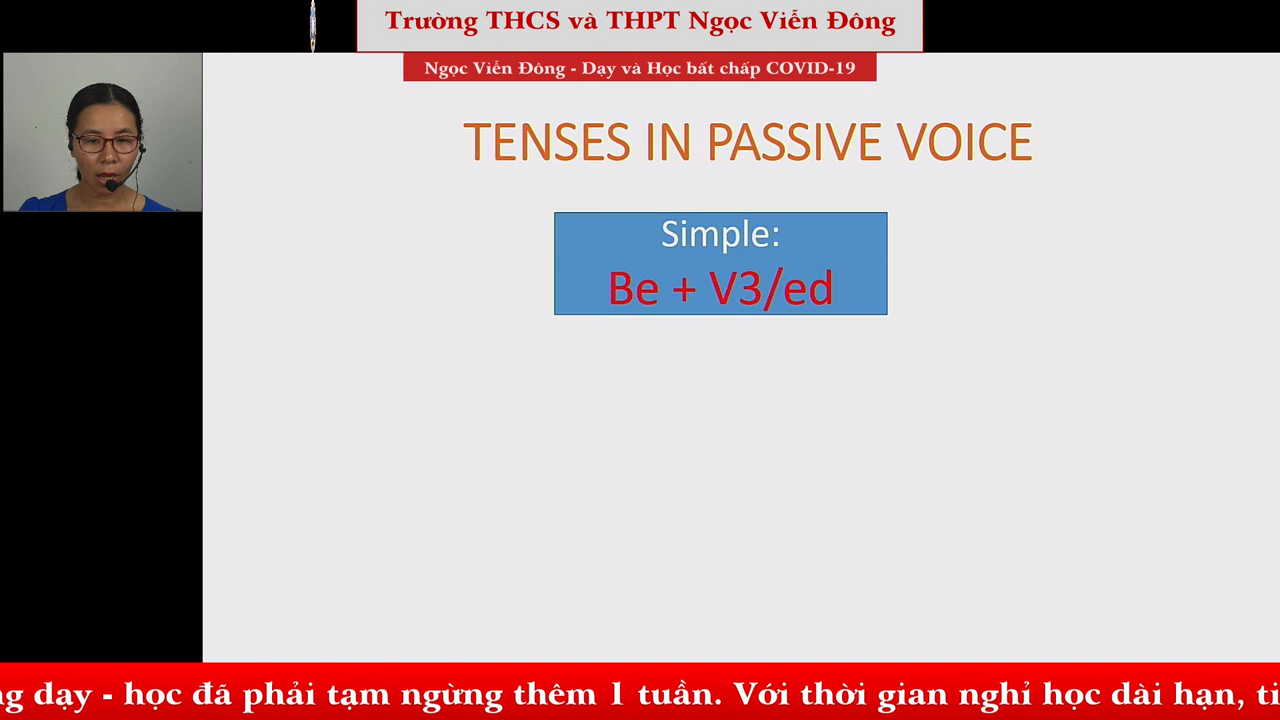 Trường THCS và THPT Ngọc Viễn Đông
Ngọc Viễn Đông - Dạy và Học bất chấp COVID-19
TENSES IN PASSIVE VOICE
Simple:
Be + V3/ed
dạy - học đã phải tạm ngừng thêm 1 tuần. Với thời gian nghỉ học dài hạn,